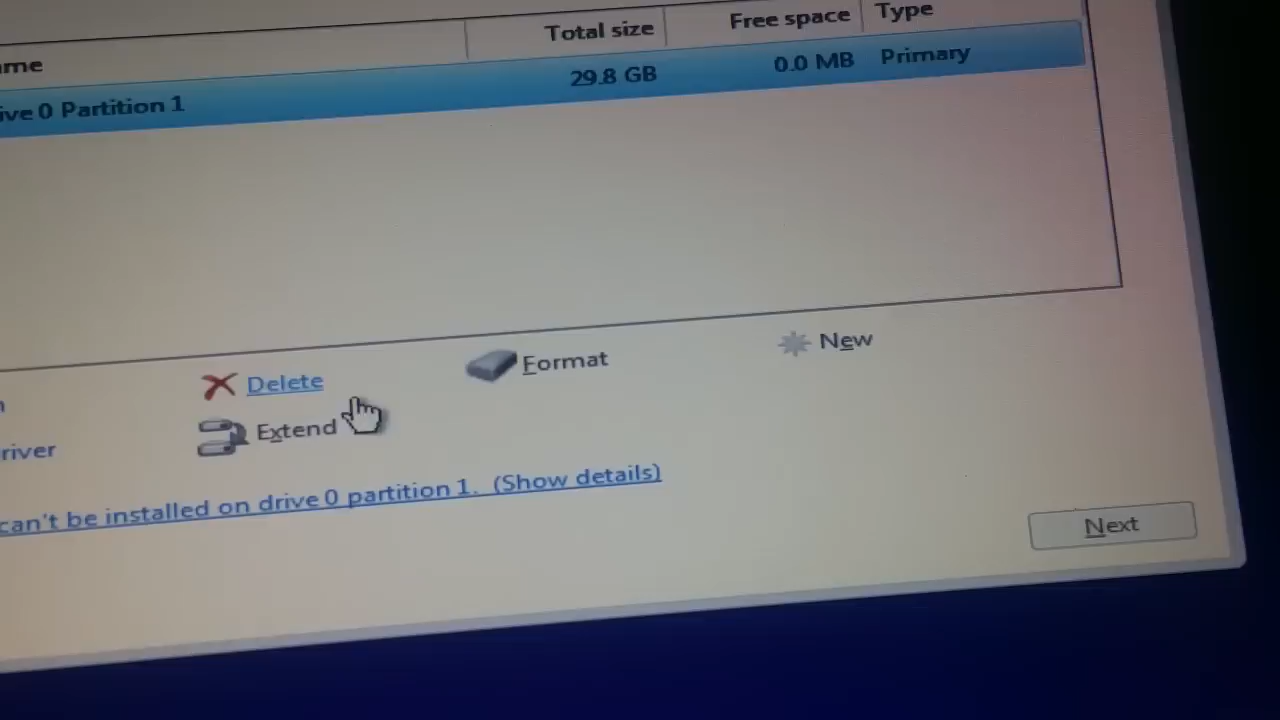 ame Total size Free space Type
ive 0 Partition 1 29.8 GB 0.0 MB Primary
Delete Format New
river Extend
can't be installed on drive 0 partition 1. (Show details)
Next